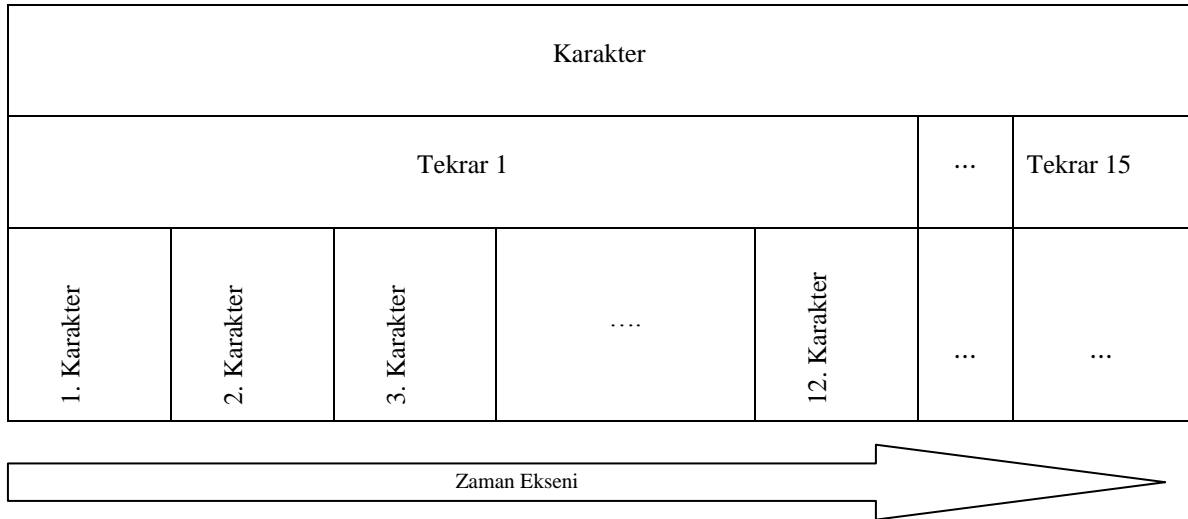 Karakter
Tekrar 1
...
Tekrar 15
1. Karakter
2. Karakter
3. Karakter
....
12. Karakter
...
...
Zaman Ekseni